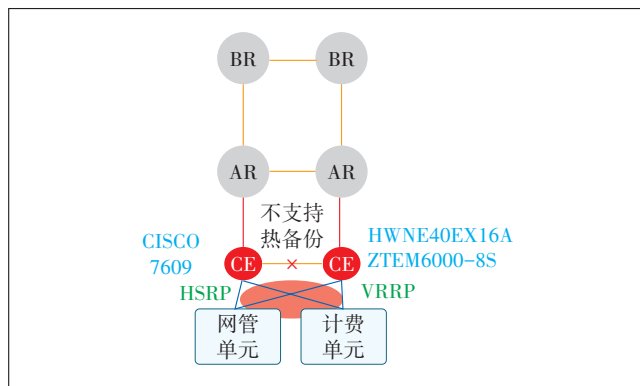 BR
BR
AR
AR
不支持
热备份
CISCO
7609
HWNE40EX16A
ZTEM6000-8S
CE
CE
HSRP
VRRP
网管
单元
计费
单元